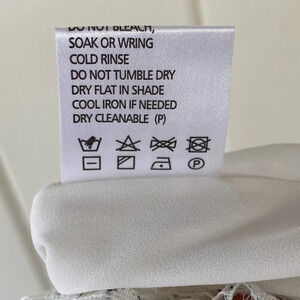 DO NOT BLEACH,
SOAK OR WRING
COLD RINSE
DO NOT TUMBLE DRY
DRY FLAT IN SHADE
COOL IRON IF NEEDED
DRY CLEANABLE (P)
P